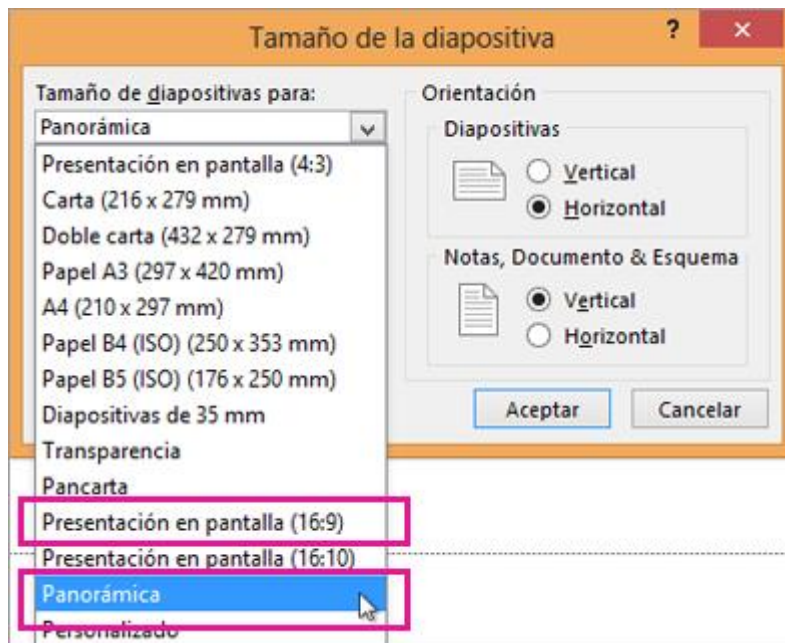 Tamaño de la diapositiva
?
Tamaño de diapositivas para:
Panorámica
Presentación en pantalla (4:3)
Carta (216 x 279 mm)
Doble carta (432 x 279 mm)
Papel A3 (297 x 420 mm)
A4 (210 x 297 mm)
Papel B4 (ISO) (250 x 353 mm)
Papel B5 (ISO) (176 x 250 mm)
Diapositivas de 35 mm
Transparencia
Pancarta
Presentación en pantalla (16:9)
Presentación en pantalla (16:10)
Panorámica
Personalizado
Orientación
Diapositivas
Vertical
Horizontal
Notas, Documento & Esquema
Vertical
Horizontal
Aceptar
Cancelar